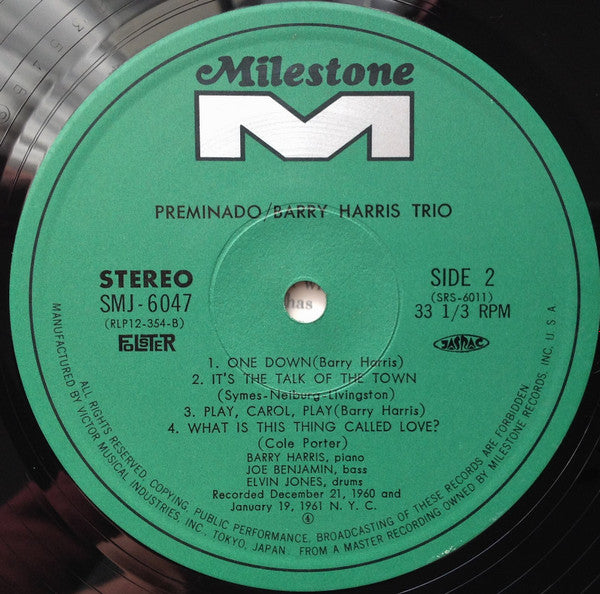 Milestone
M
PREMINADO/BARRY HARRIS TRIO
STEREO
SMJ-6047
(RLP12-354-B)
POLSTER
SIDE 2
(SRS-6011)
33 1/3 RPM
JASRAC
has
1. ONE DOWN(Barry Harris)
2. IT'S THE TALK OF THE TOWN
(Symes-Neiburg-Livingston)
3. PLAY, CAROL, PLAY(Barry Harris)
4. WHAT IS THIS THING CALLED LOVE?
(Cole Porter)
BARRY HARRIS, piano
JOE BENJAMIN, bass
ELVIN JONES, drums
Recorded December 21, 1960 and
January 19, 1961 N. Y. C.
4
MANUFACTURED BY VICTOR MUSICAL INDUSTRIES, INC., TOKYO, JAPAN. FROM A MASTER RECORDING OWNED BY MILESTONE RECORDS, INC. U. S. A.
ALL RIGHTS RESERVED, COPYING, PUBLIC PERFORMANCE, BROADCASTING OF THESE RECORDS ARE FORBIDDEN.